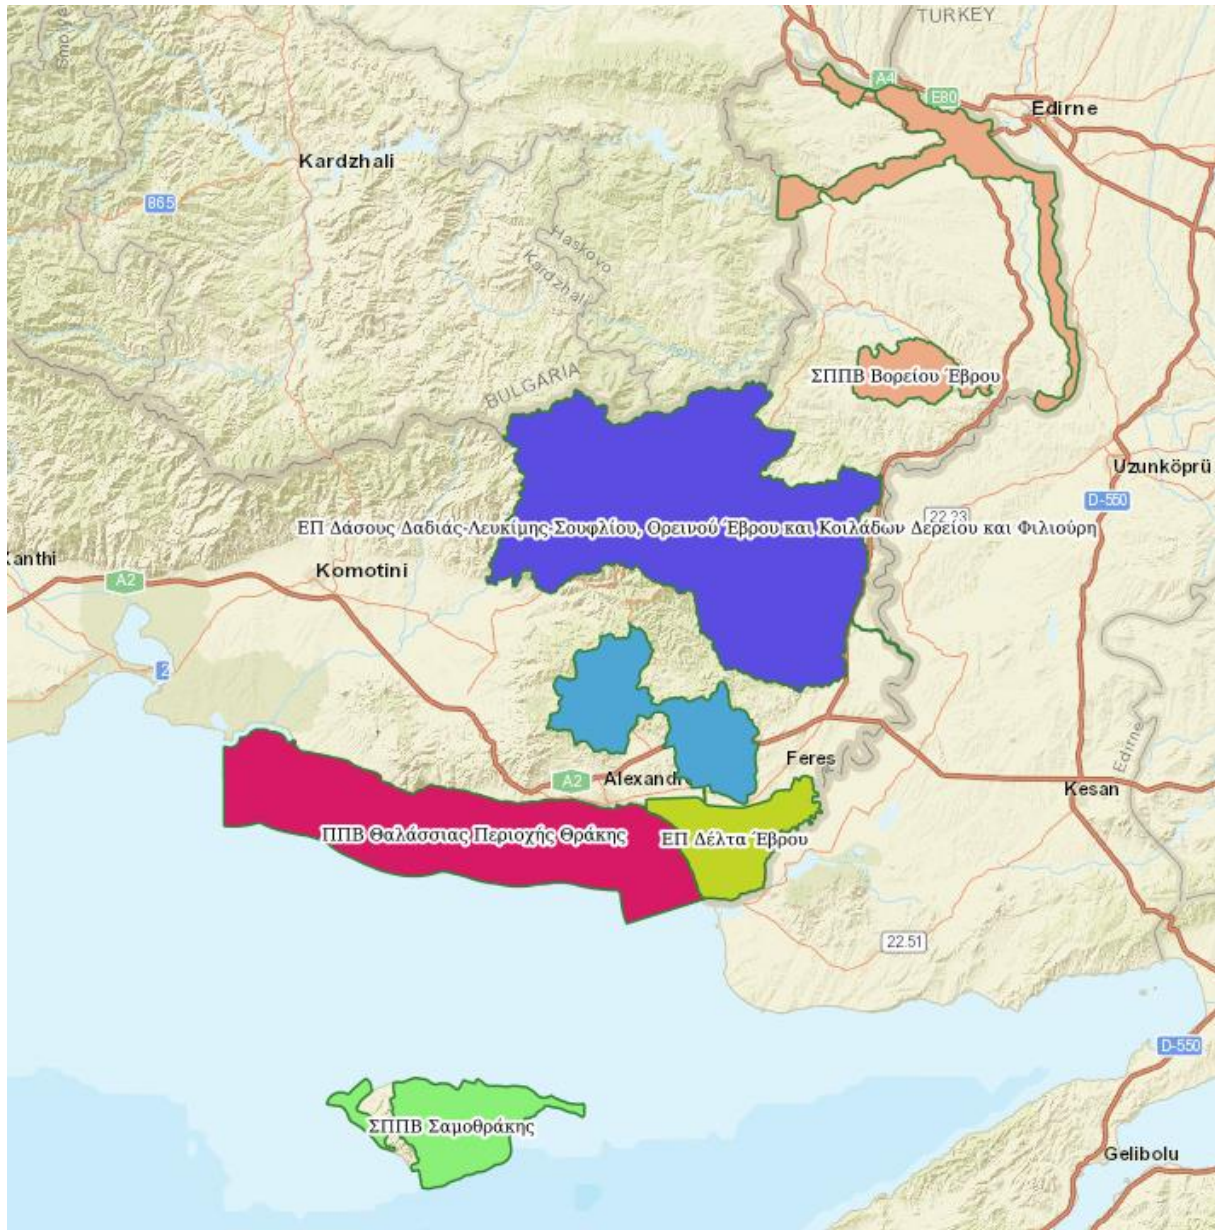 TURKEY
Smolye
A4
E80
Edirne
Kardzhali
865
Haskovo
Kardzhali
BULGARIA
ΣΠΠΒ Βορείου Έβρου
Uzunköprü
D-550
22.23
ΕΠ Δάσους Δαδιάς-Λευκίμης-Σουφλίου, Ορεινού Έβρου και Κοιλάδων Δερείου και Φιλιούρη
Xanthi
Komotini
A2
2
Feres
Edirne
A2
Alexandr
Kesan
ΠΠΒ Θαλάσσιας Περιοχής Θράκης
ΕΠ Δέλτα Έβρου
22.51
D-550
ΣΠΠΒ Σαμοθράκης
Gelibolu